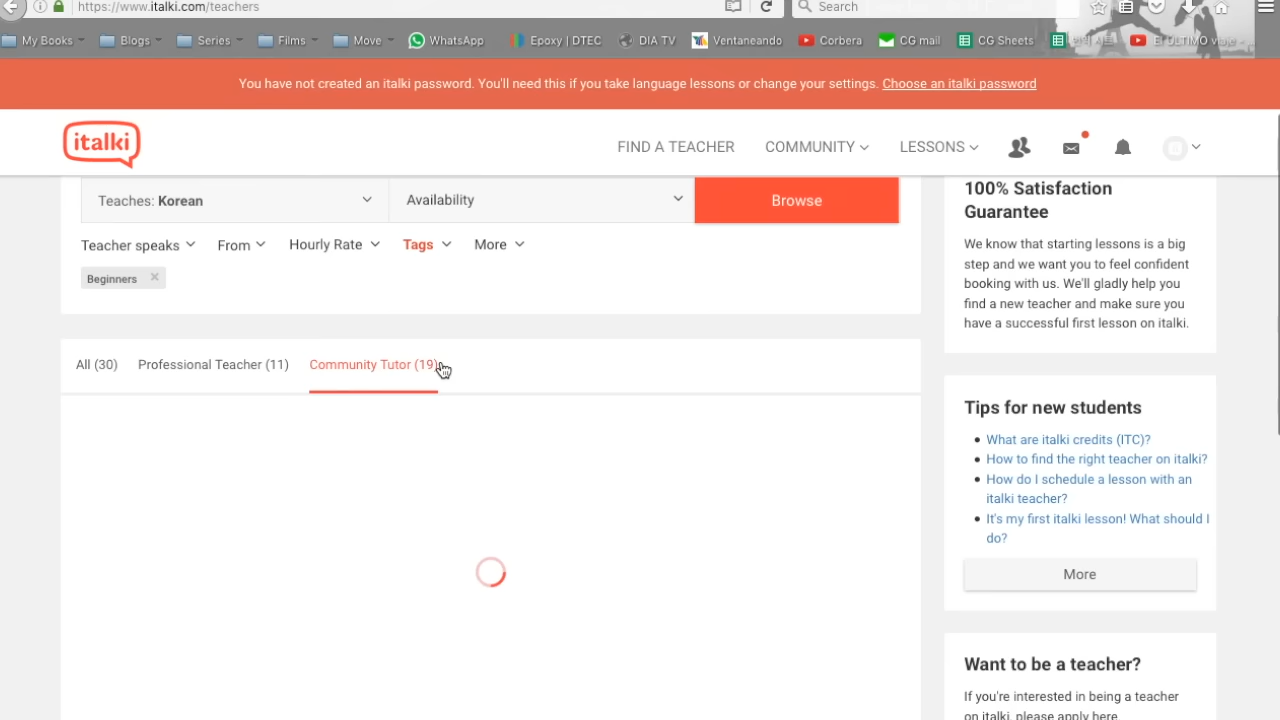 https://www.italki.com/teachers
Search
My Books
Blogs
Series
Films
Move
WhatsApp
Epoxy | DTEC
DIA TV
Ventaneando
Corbera
CG mail
CG Sheets
You have not created an italki password. You'll need this if you take language lessons or change your settings. Choose an italki password
italki
FIND A TEACHER
COMMUNITY
LESSONS
Teaches: Korean
Availability
Browse
Teacher speaks
From
Hourly Rate
Tags
More
Beginners
All (30)
Professional Teacher (11)
Community Tutor (19)
100% Satisfaction
Guarantee
We know that starting lessons is a big
step and we want you to feel confident
booking with us. We'll gladly help you
find a new teacher and make sure you
have a successful first lesson on italki.
Tips for new students
What are italki credits (ITC)?
How to find the right teacher on italki?
How do I schedule a lesson with an
italki teacher?
It's my first italki lesson! What should I
do?
More
Want to be a teacher?
If you're interested in being a teacher
on italki, please apply here